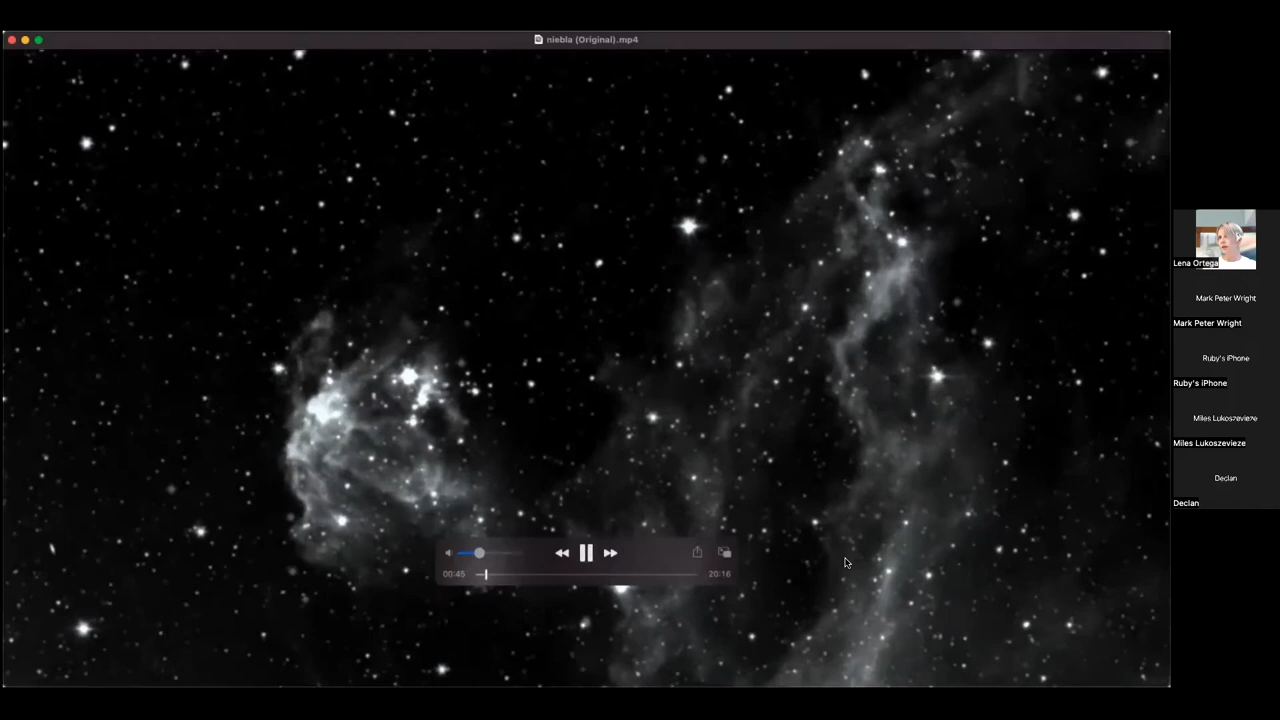 niebla (Original).mp4
00:45
20:16
Lena Ortega
Mark Peter Wright
Mark Peter Wright
Ruby's iPhone
Ruby's iPhone
Miles Lukoszevieze
Miles Lukoszevieze
Declan
Declan